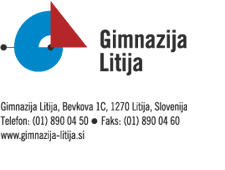 Gimnazija
Litija
Gimnazija Litija, Bevkova 1C, 1270 Litija, Slovenija
Telefon: (01) 890 04 50 ● Faks: (01) 890 04 60
www.gimnazija-litija.si